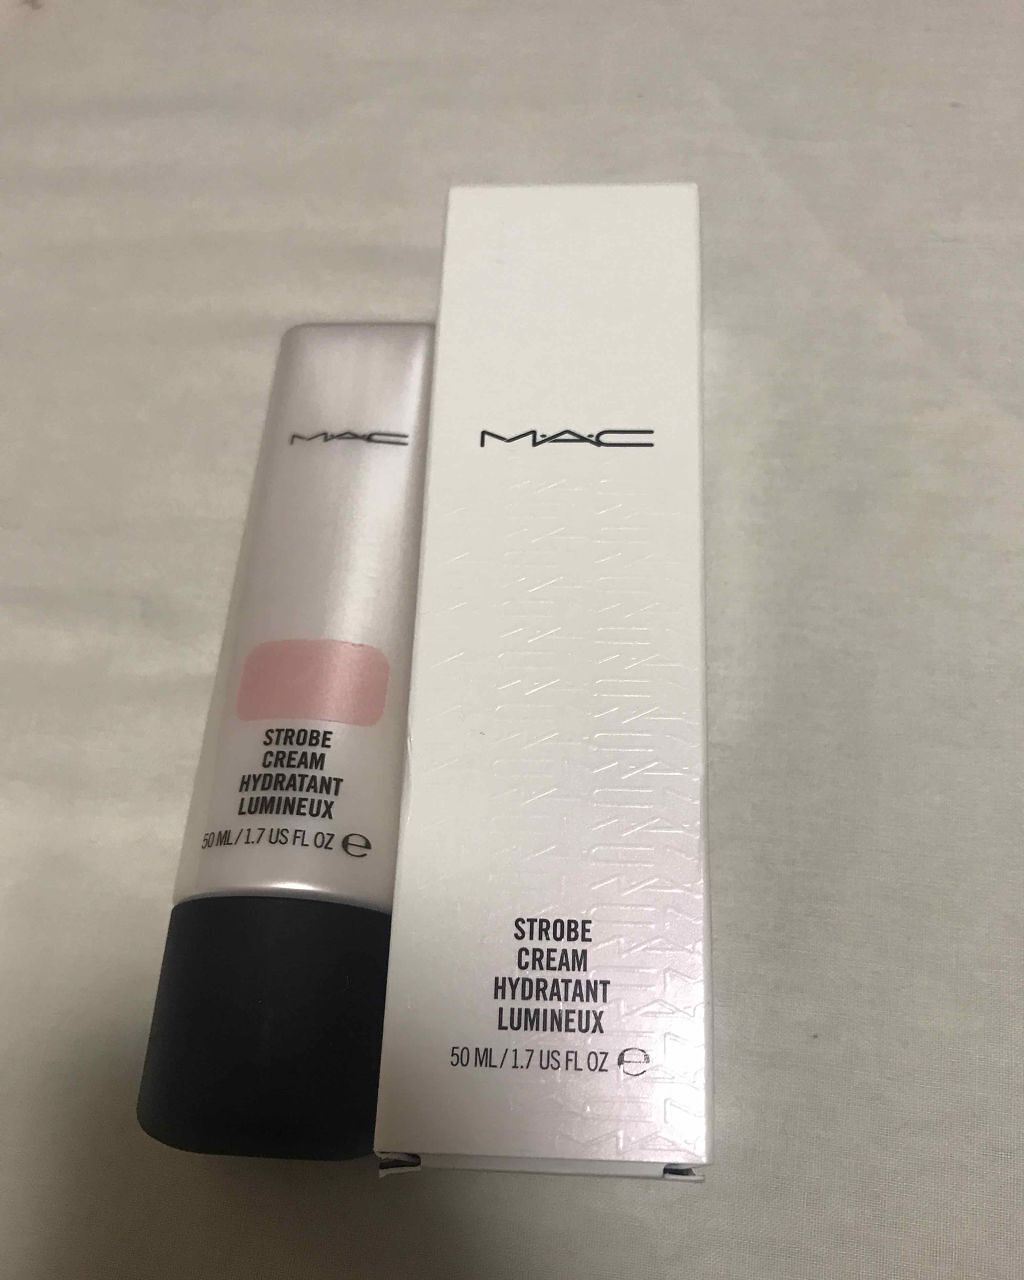 MAC
STROBE
CREAM
HYDRATANT
LUMINEUX
50 ML / 1.7 US FL OZ ℮
M·A·C
STROBE
CREAM
HYDRATANT
LUMINEUX
50 ML / 1.7 US FL OZ ℮